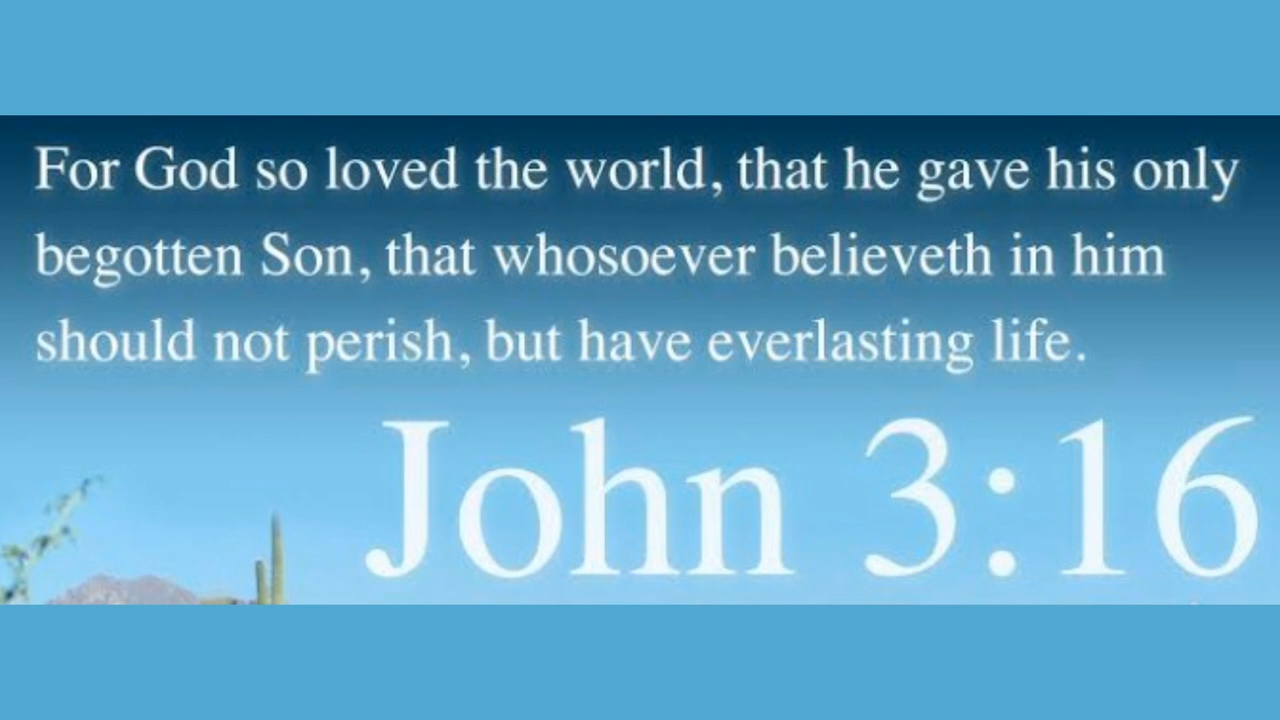 For God so loved the world, that he gave his only
begotten Son, that whosoever believeth in him
should not perish, but have everlasting life.
John 3:16